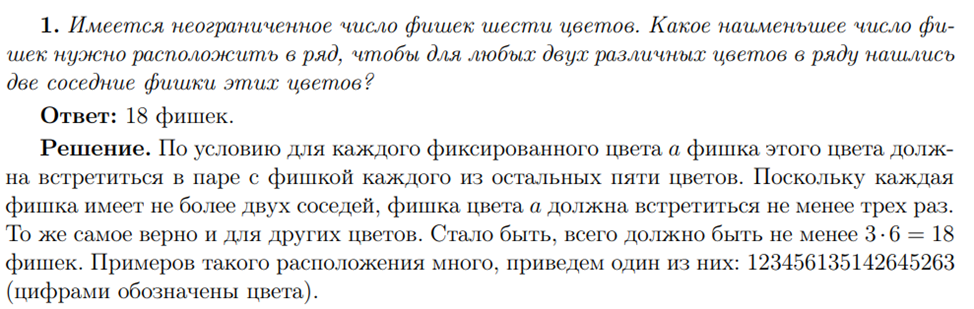 1. Имеется неограниченное число фишек шести цветов. Какое наименьшее число фи-
шек нужно расположить в ряд, чтобы для любых двух различных цветов в ряду нашлись
две соседние фишки этих цветов?
Ответ: 18 фишек.
Решение. По условию для каждого фиксированного цвета a фишка этого цвета долж-
на встретиться в паре с фишкой каждого из остальных пяти цветов. Поскольку каждая
фишка имеет не более двух соседей, фишка цвета a должна встретиться не менее трех раз.
То же самое верно и для других цветов. Стало быть, всего должно быть не менее 3 · 6 = 18
фишек. Примеров такого расположения много, приведем один из них: 123456135142645263
(цифрами обозначены цвета).